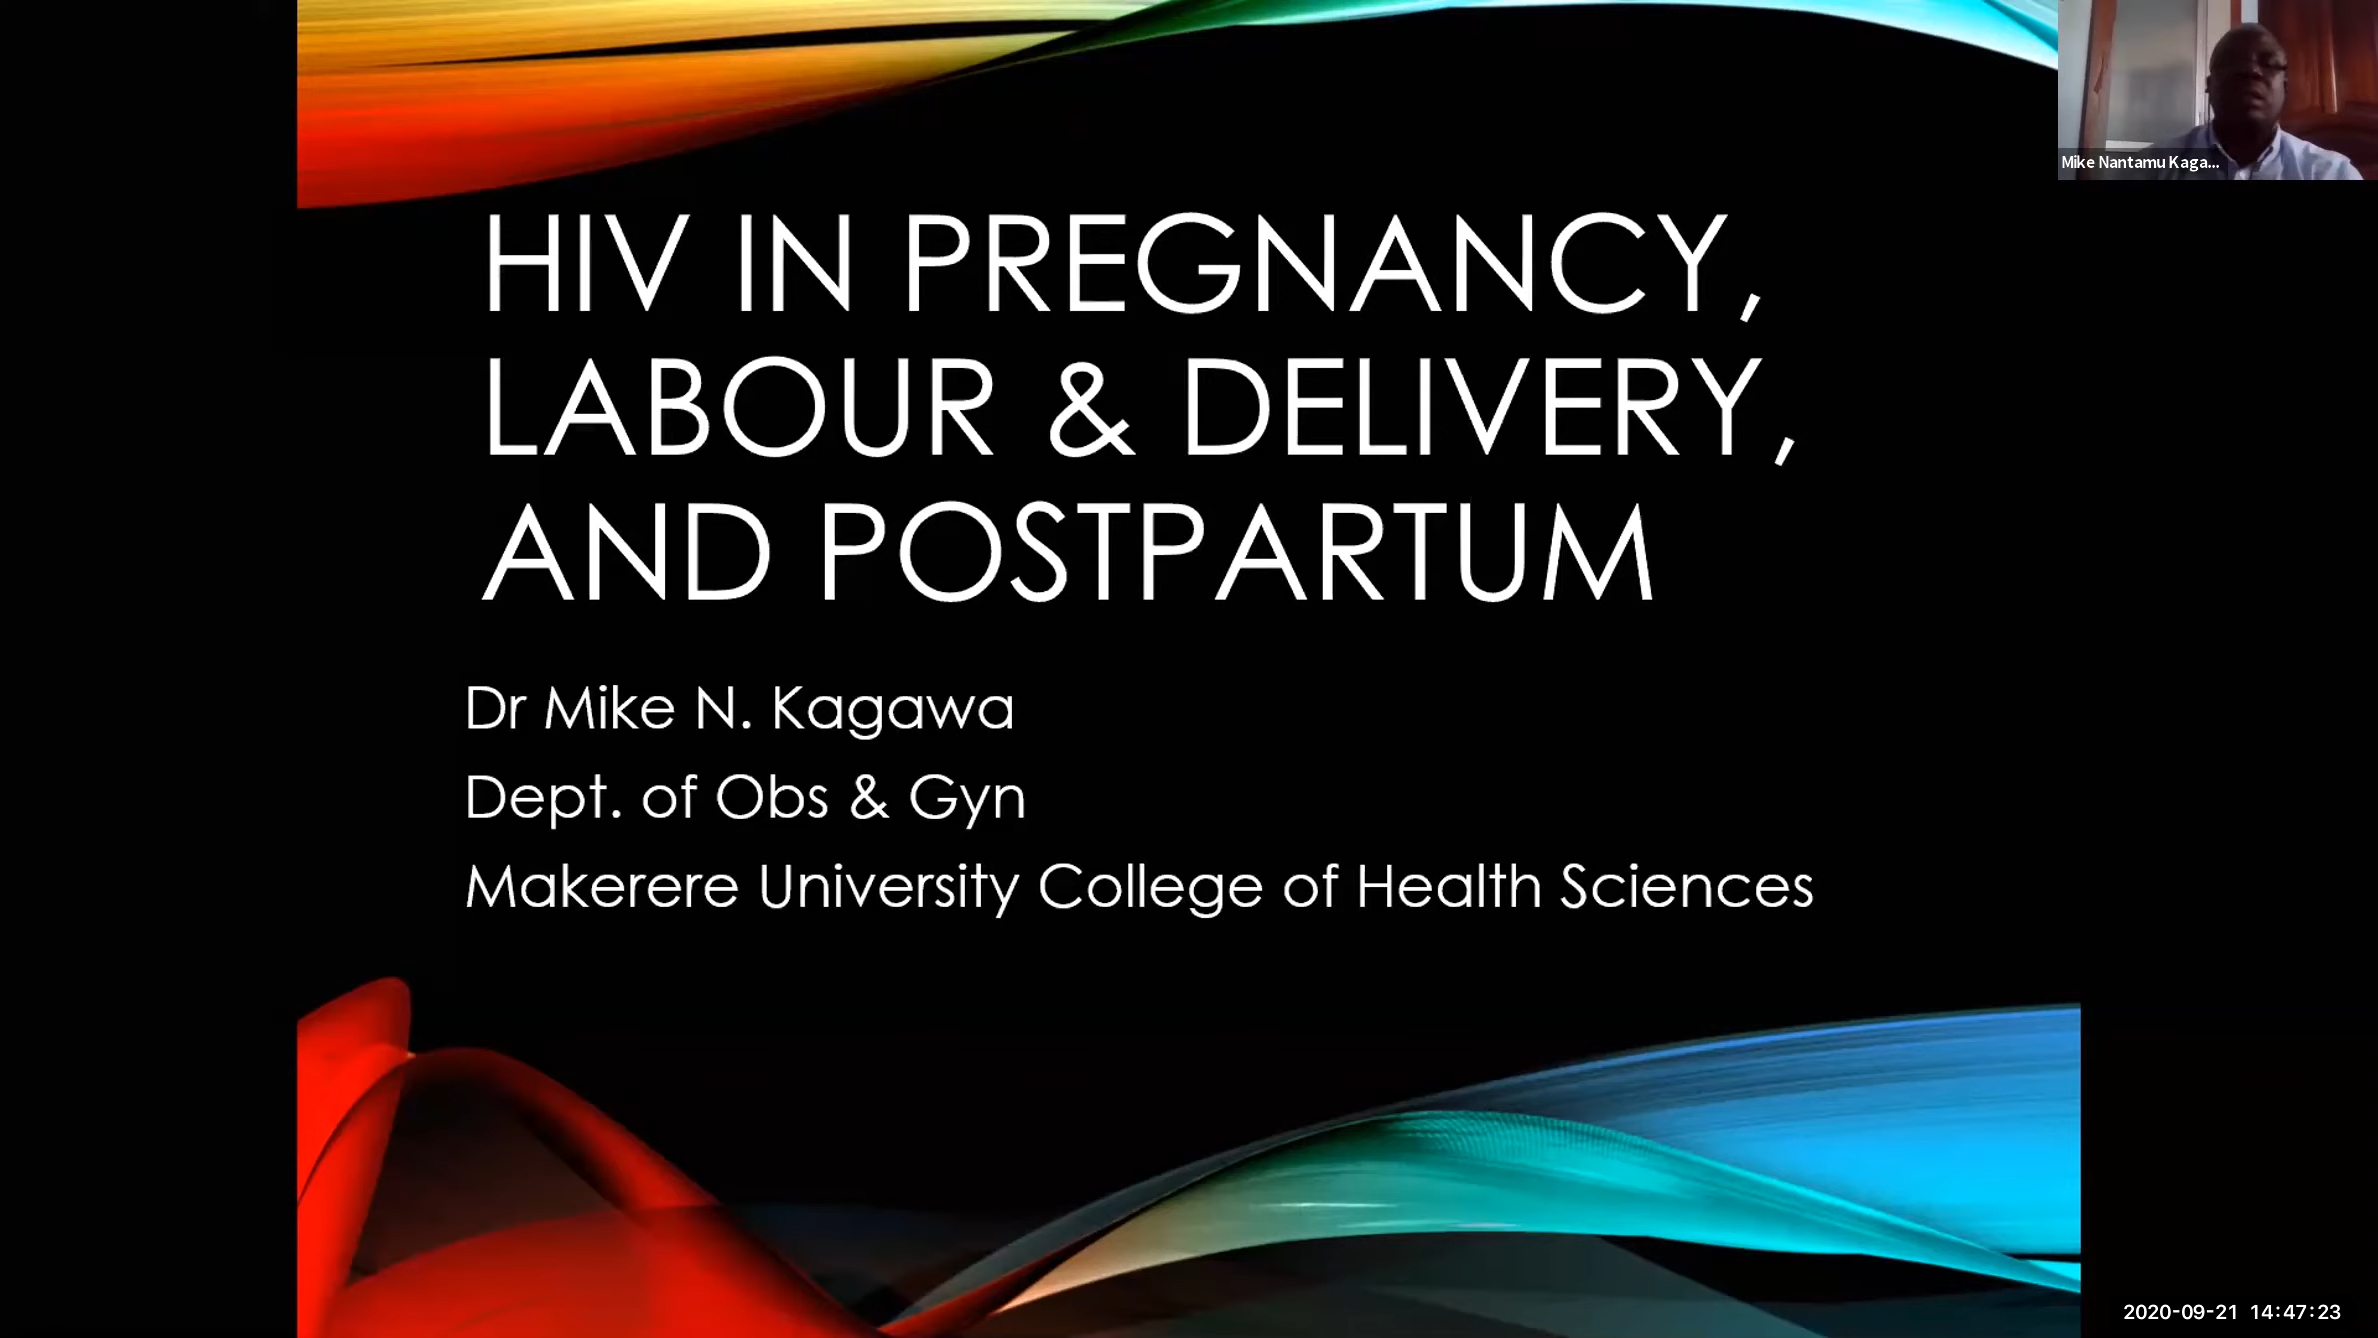 Mike Nantamu Kaga...
HIV IN PREGNANCY,
LABOUR & DELIVERY,
AND POSTPARTUM
Dr Mike N. Kagawa
Dept. of Obs & Gyn
Makerere University College of Health Sciences
2020-09-21 14:47:23